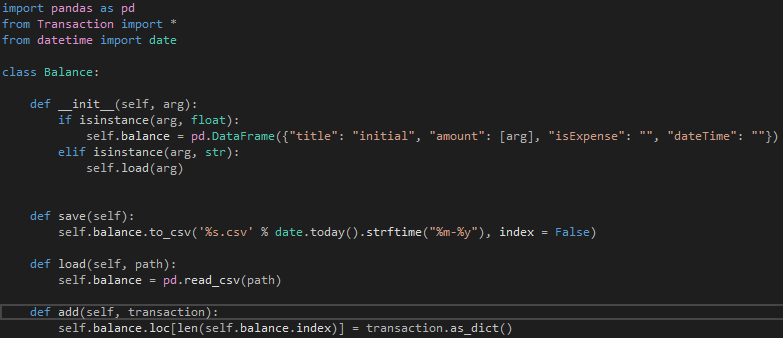 import pandas as pd
from Transaction import *
from datetime import date
class Balance:
    def __init__(self, arg):
        if isinstance(arg, float):
            self.balance = pd.DataFrame({"title": "initial", "amount": [arg], "isExpense": "", "dateTime": ""})
        elif isinstance(arg, str):
            self.load(arg)
    def save(self):
        self.balance.to_csv('%s.csv' % date.today().strftime("%m-%y"), index = False)
    def load(self, path):
        self.balance = pd.read_csv(path)
    def add(self, transaction):
        self.balance.loc[len(self.balance.index)] = transaction.as_dict()